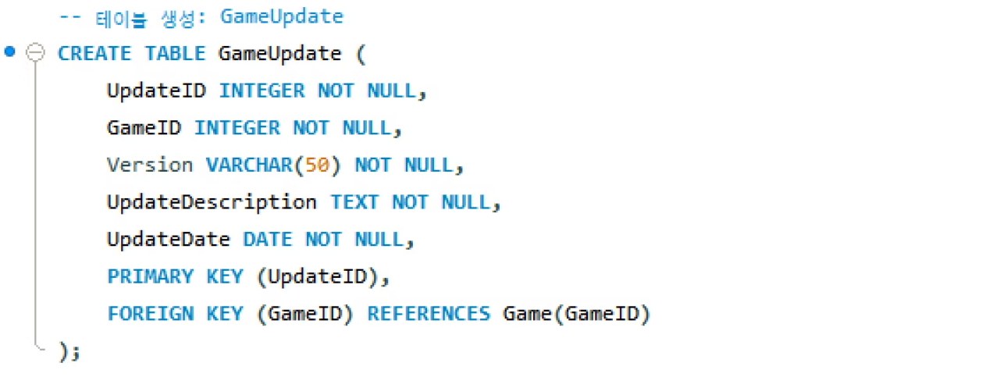 -- 테이블 생성: GameUpdate
CREATE TABLE GameUpdate (
UpdateID INTEGER NOT NULL,
GameID INTEGER NOT NULL,
Version VARCHAR(50) NOT NULL,
UpdateDescription TEXT NOT NULL,
UpdateDate DATE NOT NULL,
PRIMARY KEY (UpdateID),
FOREIGN KEY (GameID) REFERENCES Game(GameID)
);